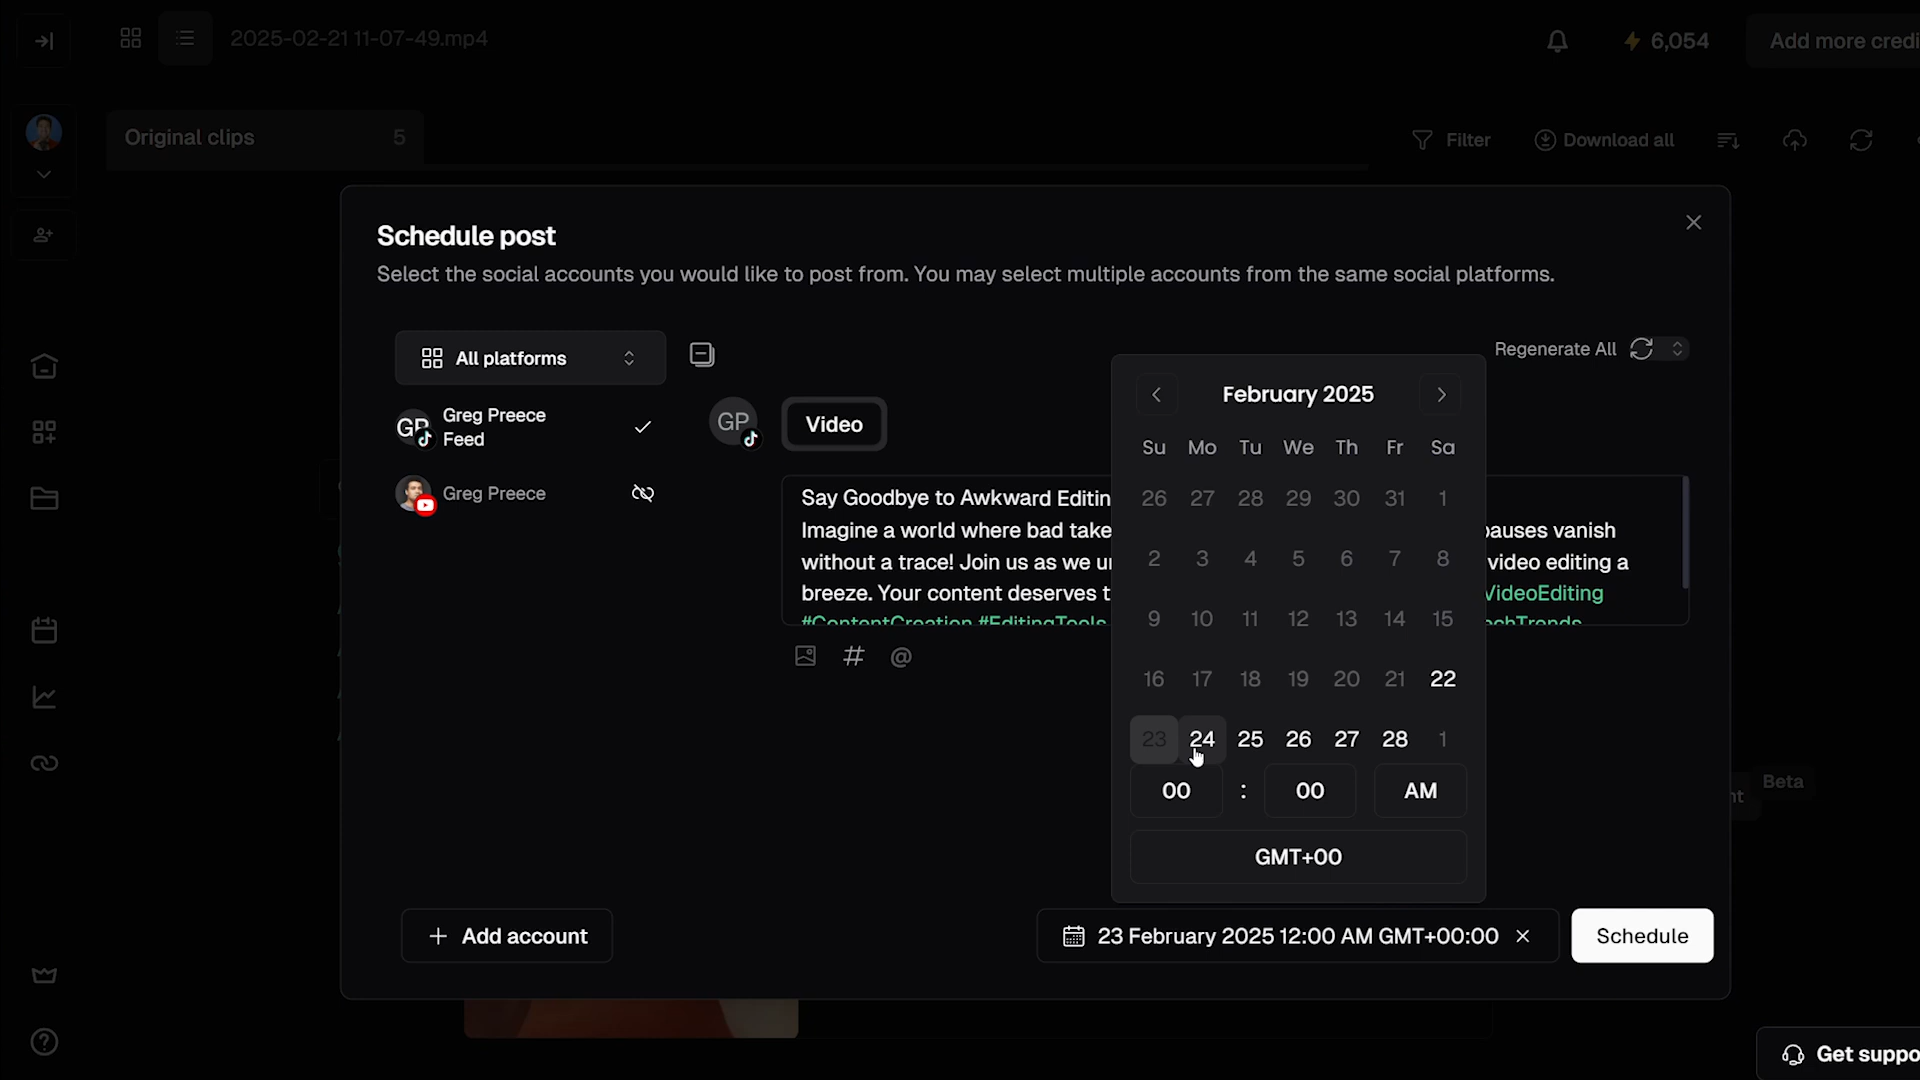 2025-02-21 11-07-49.mp4
6,054
Add more credi
Original clips 5
Filter
Download all
Schedule post
Select the social accounts you would like to post from. You may select multiple accounts from the same social platforms.
All platforms
Regenerate All
Greg Preece
Feed
GP
GP
Video
Greg Preece
Say Goodbye to Awkward Editin
Imagine a world where bad take
pauses vanish
without a trace! Join us as we u
video editing a
breeze. Your content deserves t
VideoEditing
#ContentCreation #EditingTools
echTrends
# @
February 2025
Su Mo Tu We Th Fr Sa
26 27 28 29 30 31 1
2 3 4 5 6 7 8
9 10 11 12 13 14 15
16 17 18 19 20 21 22
23 24 25 26 27 28 1
00 : 00 AM
GMT+00
Beta
nt
+ Add account
23 February 2025 12:00 AM GMT+00:00
Schedule
Get suppo